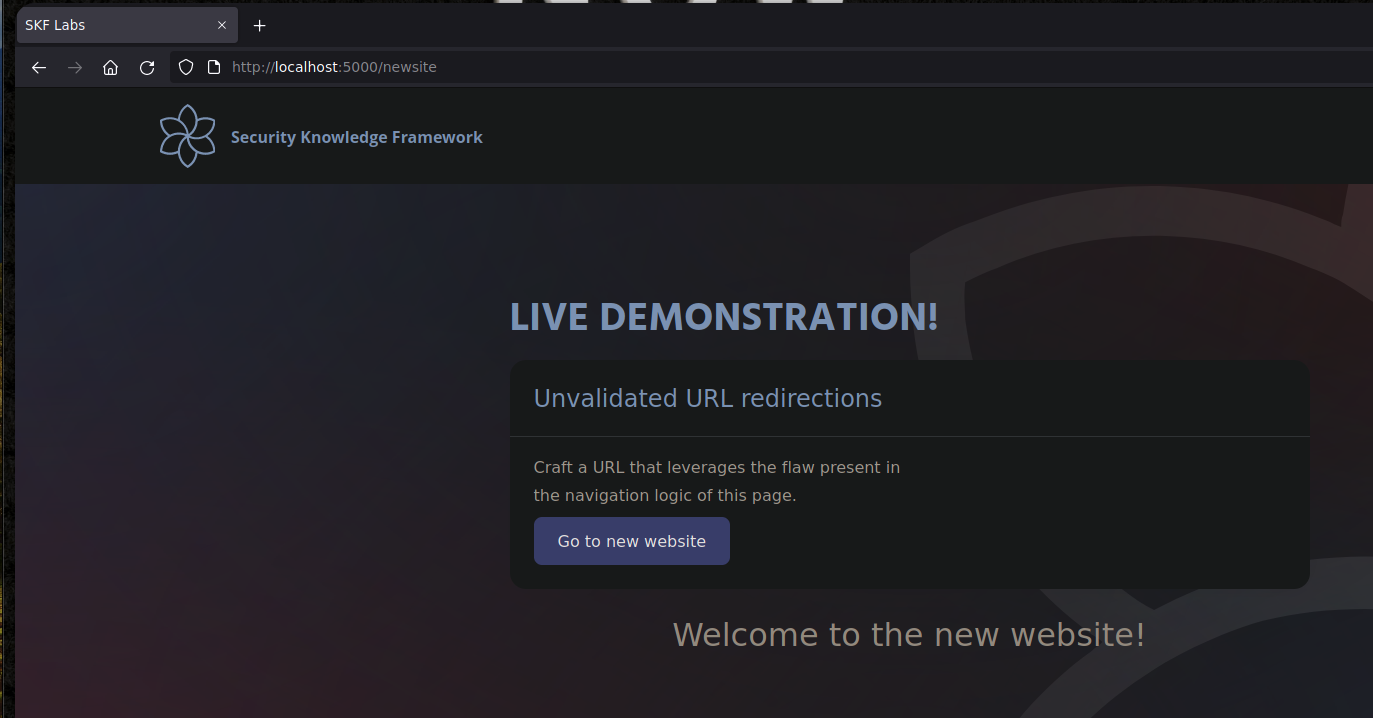 SKF Labs
http://localhost:5000/newsite
Security Knowledge Framework
LIVE DEMONSTRATION!
Unvalidated URL redirections
Craft a URL that leverages the flaw present in
the navigation logic of this page.
Go to new website
Welcome to the new website!